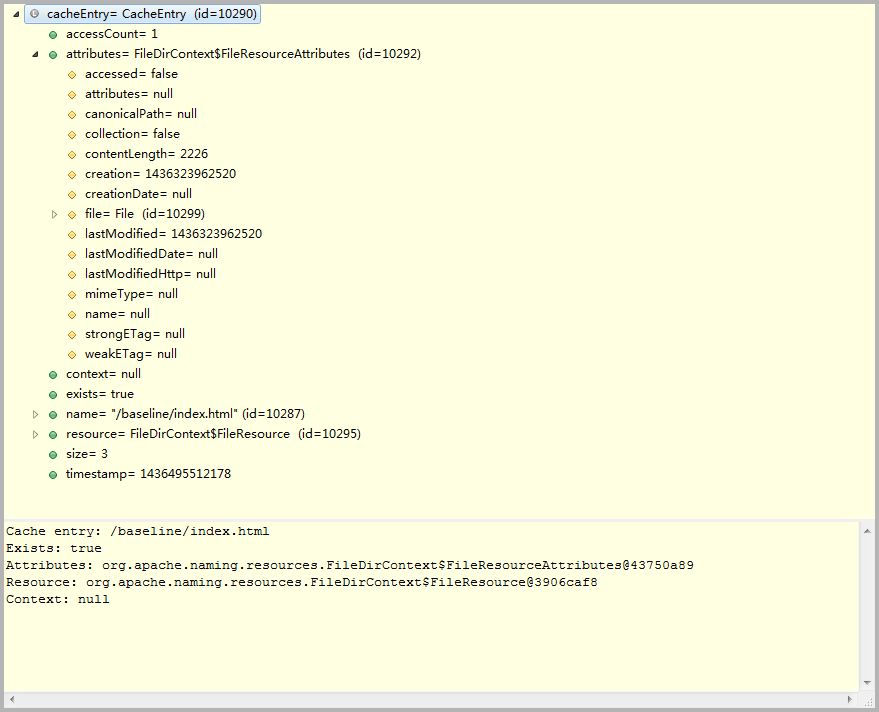 cacheEntry= CacheEntry (id=10290)
accessCount= 1
attributes= FileDirContext$FileResourceAttributes (id=10292)
accessed= false
attributes= null
canonicalPath= null
collection= false
contentLength= 2226
creation= 1436323962520
creationDate= null
file= File (id=10299)
lastModified= 1436323962520
lastModifiedDate= null
lastModifiedHttp= null
mimeType= null
name= null
strongETag= null
weakETag= null
context= null
exists= true
name= "/baseline/index.html" (id=10287)
resource= FileDirContext$FileResource (id=10295)
size= 3
timestamp= 1436495512178
Cache entry: /baseline/index.html
Exists: true
Attributes: org.apache.naming.resources.FileDirContext$FileResourceAttributes@43750a89
Resource: org.apache.naming.resources.FileDirContext$FileResource@3906caf8
Context: null